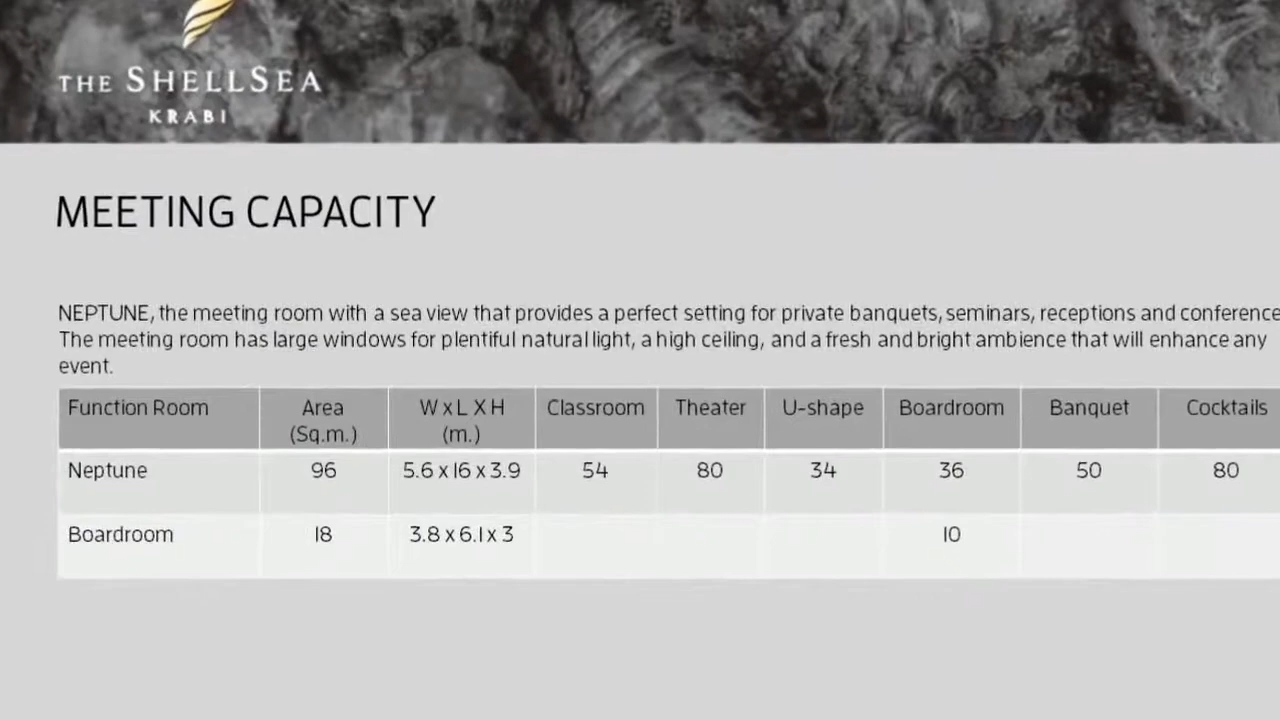 THE SHELLSEA
KRABI
MEETING CAPACITY
NEPTUNE, the meeting room with a sea view that provides a perfect setting for private banquets, seminars, receptions and conference
The meeting room has large windows for plentiful natural light, a high ceiling, and a fresh and bright ambience that will enhance any
event.
Function Room Area W x L X H Classroom Theater U-shape Boardroom Banquet Cocktails
(Sq.m.) (m.)
Neptune 96 5.6 x 16 x 3.9 54 80 34 36 50 80
Boardroom 18 3.8 x 6.1 x 3 10